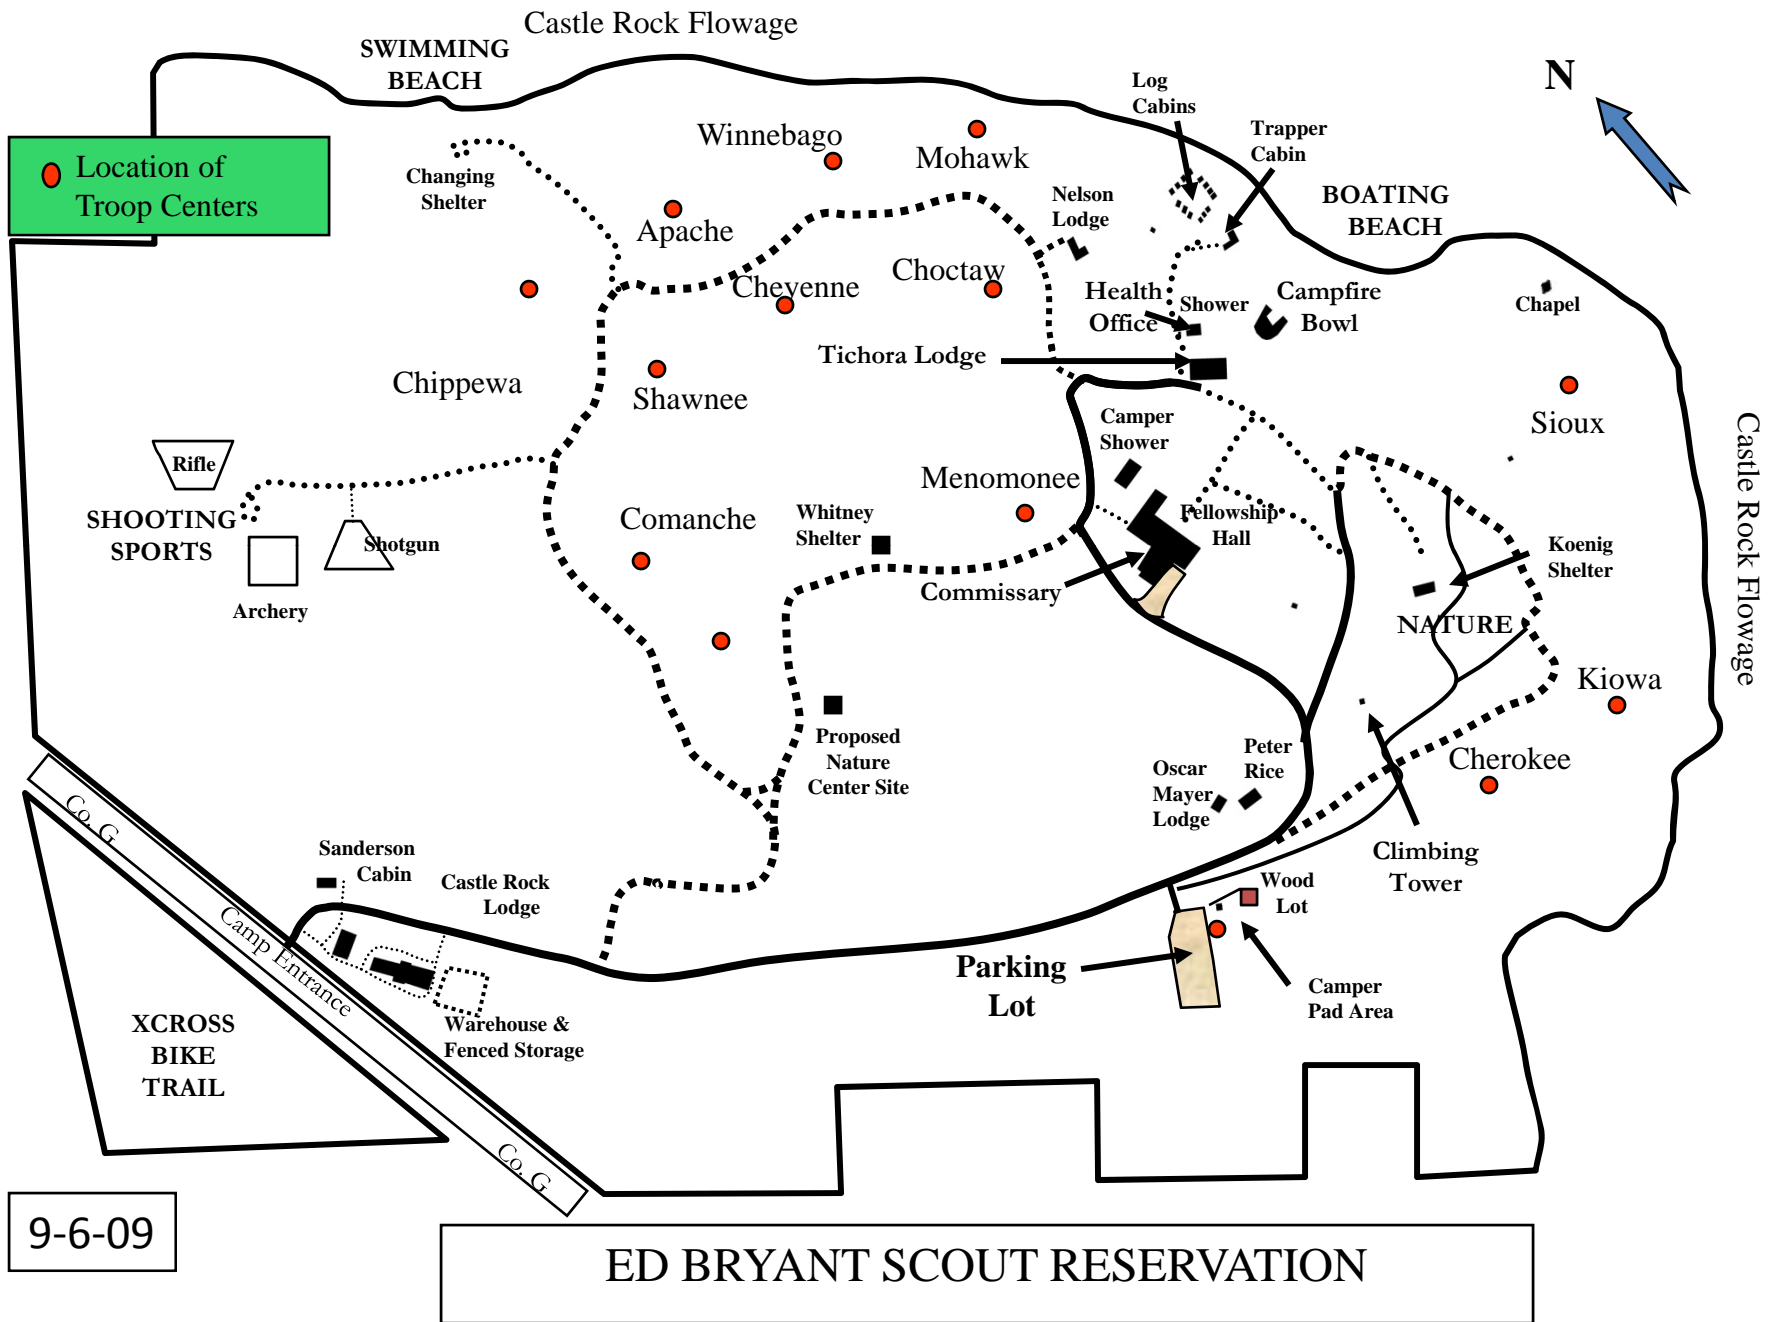 Castle Rock Flowage
SWIMMING
BEACH
N
Log
Cabins
Trapper
Cabin
Location of
Troop Centers
Winnebago
Mohawk
Changing
Shelter
Nelson
Lodge
BOATING
BEACH
Apache
Choctaw
Cheyenne
Health
Office
Shower
Campfire
Bowl
Chapel
Tichora Lodge
Chippewa
Shawnee
Sioux
Castle Rock Flowage
Camper
Shower
Rifle
Menomonee
SHOOTING
SPORTS
Shotgun
Comanche
Whitney
Shelter
Fellowship
Hall
Koenig
Shelter
Archery
Commissary
NATURE
Kiowa
Proposed
Nature
Center Site
Peter
Rice
Oscar
Mayer
Lodge
Cherokee
Co. G
Sanderson
Cabin
Castle Rock
Lodge
Climbing
Tower
Wood
Lot
Camp Entrance
Parking
Lot
Camper
Pad Area
XCROSS
BIKE
TRAIL
Warehouse &
Fenced Storage
Co. G
9-6-09
ED BRYANT SCOUT RESERVATION